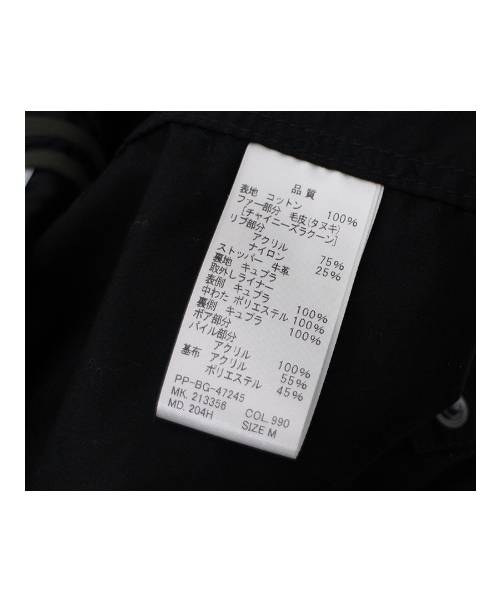 品質
表地 コットン 100%
ファー部分 毛皮(タヌキ)
[チャイニーズラクーン]
リブ部分
アクリル 75%
ナイロン 25%
ストッパー 牛革
裏地 キュプラ 100%
取外しライナー
表側 キュプラ 100%
中わた ポリエステル 100%
裏側 キュプラ 100%
ボア部分
パイル部分
アクリル 100%
基布 アクリル 55%
ポリエステル 45%
PP-BG-47245
MK. 213356 COL. 990
MD. 204H SIZE M